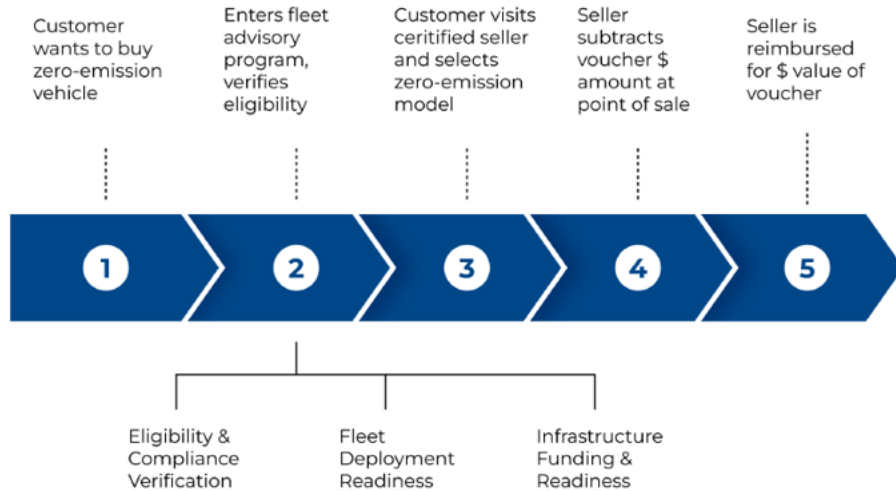 Customer
wants to buy
zero-emission
vehicle
Enters fleet
advisory
program,
verifies
eligibility
Customer visits
ceritified seller
and selects
zero-emission
model
Seller
subtracts
voucher $
amount at
point of sale
Seller is
reimbursed
for $ value of
voucher
1
2
3
4
5
Eligibility &
Compliance
Verification
Fleet
Deployment
Readiness
Infrastructure
Funding &
Readiness